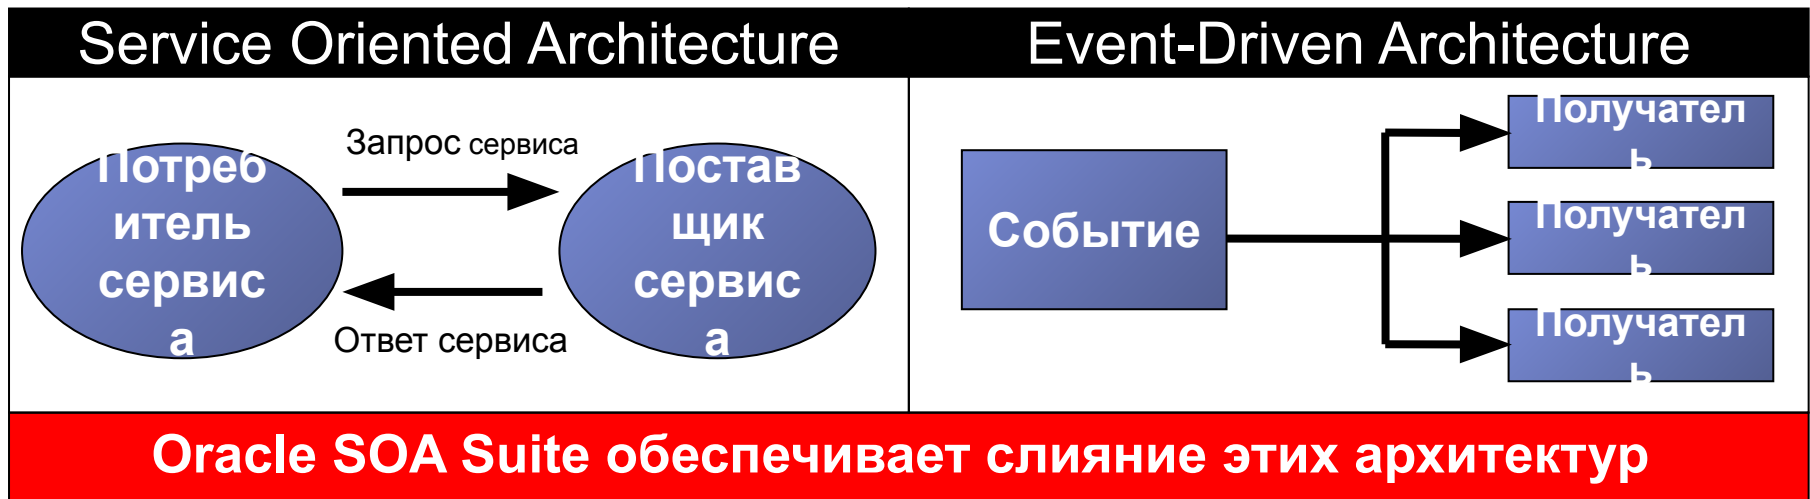 Service Oriented Architecture
Event-Driven Architecture
Запрос сервиса
Потреб
итель
сервис
а
Постав
щик
сервис
а
Ответ сервиса
Событие
Получател
ь
Получател
ь
Получател
ь
Oracle SOA Suite обеспечивает слияние этих архитектур